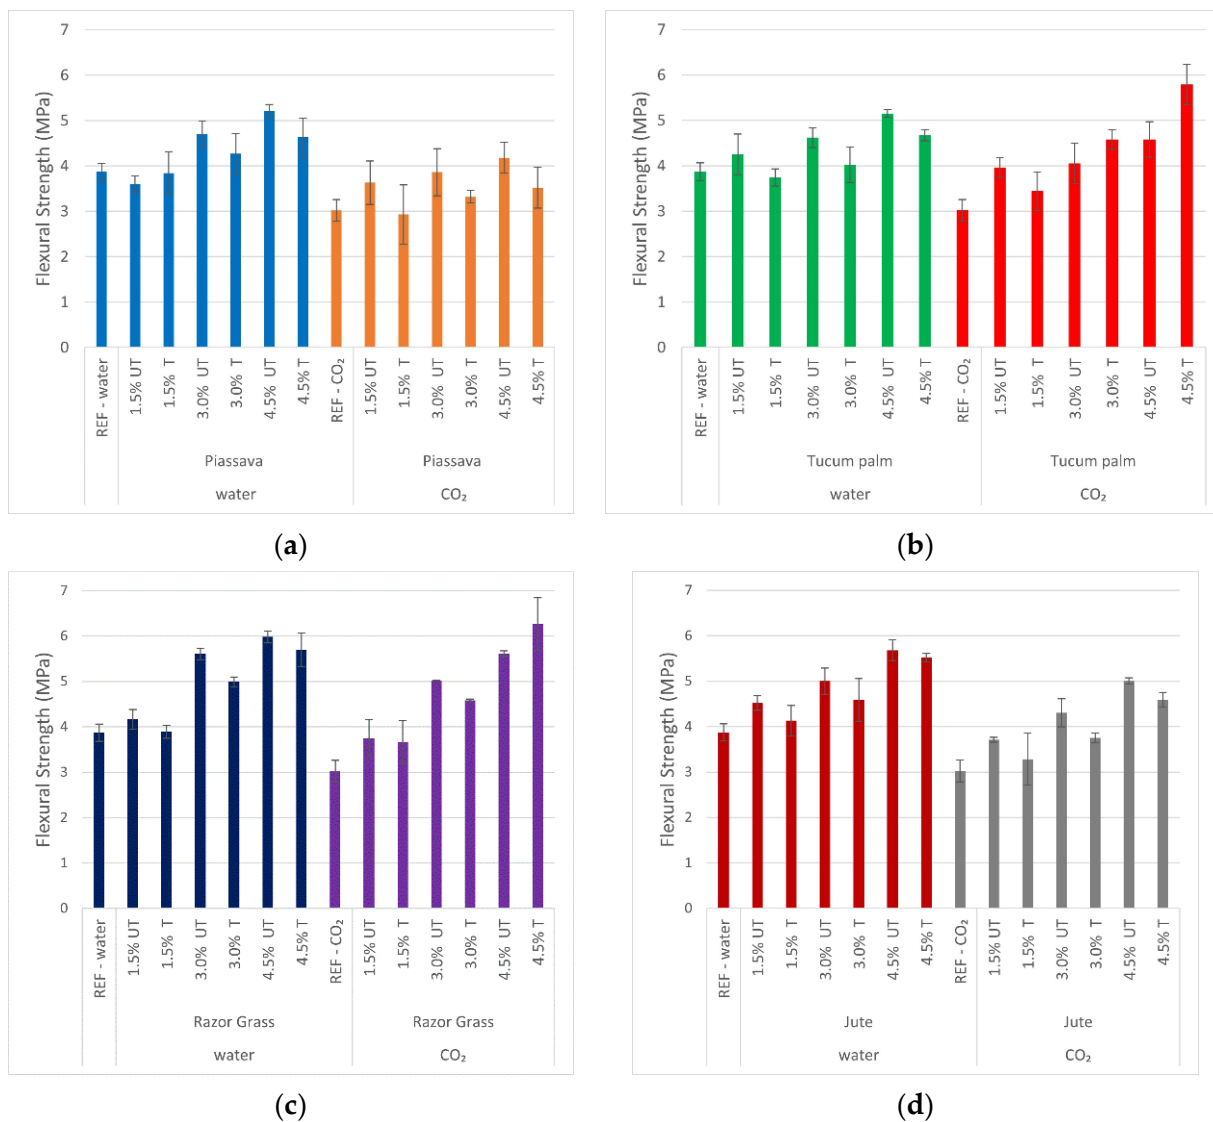 Flexural Strength (MPa)
7
6
5
4
3
2
1
0
REF - water
1.5% UT
1.5% T
3.0% UT
3.0% T
4.5% UT
4.5% T
REF - CO₂
1.5% UT
1.5% T
3.0% UT
3.0% T
4.5% UT
4.5% T
Piassava
Piassava
water
CO₂
(a)
Flexural Strength (MPa)
7
6
5
4
3
2
1
0
REF - water
1.5% UT
1.5% T
3.0% UT
3.0% T
4.5% UT
4.5% T
REF - CO₂
1.5% UT
1.5% T
3.0% UT
3.0% T
4.5% UT
4.5% T
Tucum palm
Tucum palm
water
CO₂
(b)
Flexural Strength (MPa)
7
6
5
4
3
2
1
0
REF - water
1.5% UT
1.5% T
3.0% UT
3.0% T
4.5% UT
4.5% T
REF - CO₂
1.5% UT
1.5% T
3.0% UT
3.0% T
4.5% UT
4.5% T
Razor Grass
Razor Grass
water
CO₂
(c)
Flexural Strength (MPa)
7
6
5
4
3
2
1
0
REF - water
1.5% UT
1.5% T
3.0% UT
3.0% T
4.5% UT
4.5% T
REF - CO₂
1.5% UT
1.5% T
3.0% UT
3.0% T
4.5% UT
4.5% T
Jute
Jute
water
CO₂
(d)